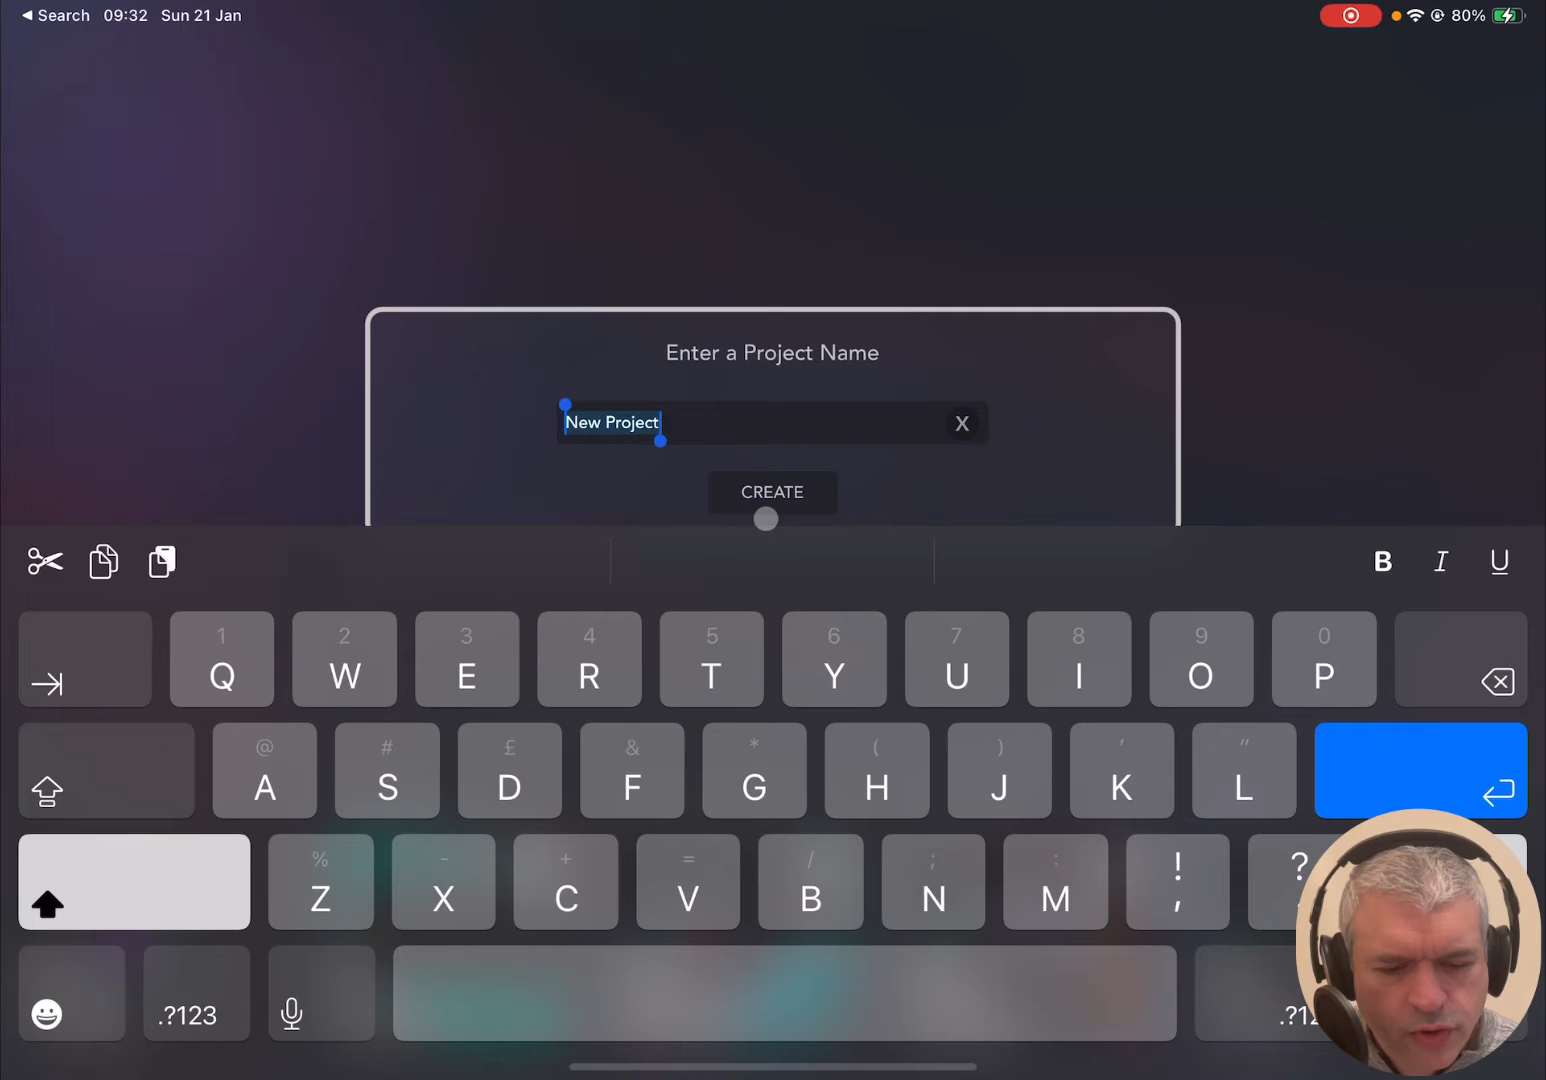 ◀ Search 09:32 Sun 21 Jan 80%
Enter a Project Name
New Project X
CREATE
B I U
1 2 3 4 5 6 7 8 9 0
Q W E R T Y U I O P
@ # £ & * ( ) ' "
A S D F G H J K L
% - + = / ; : ! ?
Z X C V B N M ,
.?123 .?12